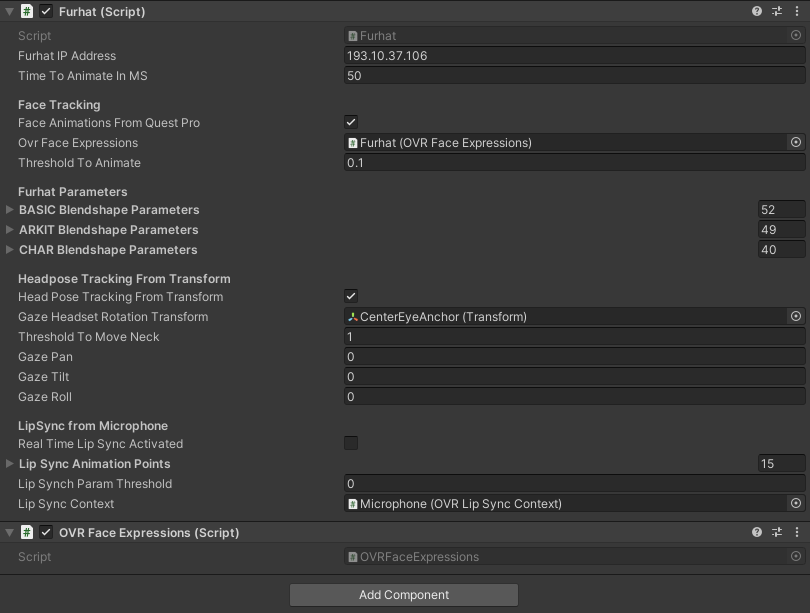 Furhat (Script)
Script Furhat
Furhat IP Address 193.10.37.106
Time To Animate In MS 50
Face Tracking
Face Animations From Quest Pro
Ovr Face Expressions Furhat (OVR Face Expressions)
Threshold To Animate 0.1
Furhat Parameters
BASIC Blendshape Parameters 52
ARKIT Blendshape Parameters 49
CHAR Blendshape Parameters 40
Headpose Tracking From Transform
Head Pose Tracking From Transform
Gaze Headset Rotation Transform CenterEyeAnchor (Transform)
Threshold To Move Neck 1
Gaze Pan 0
Gaze Tilt 0
Gaze Roll 0
LipSync from Microphone
Real Time Lip Sync Activated
Lip Sync Animation Points 15
Lip Synch Param Threshold 0
Lip Sync Context Microphone (OVR Lip Sync Context)
OVR Face Expressions (Script)
Script OVRFaceExpressions
Add Component